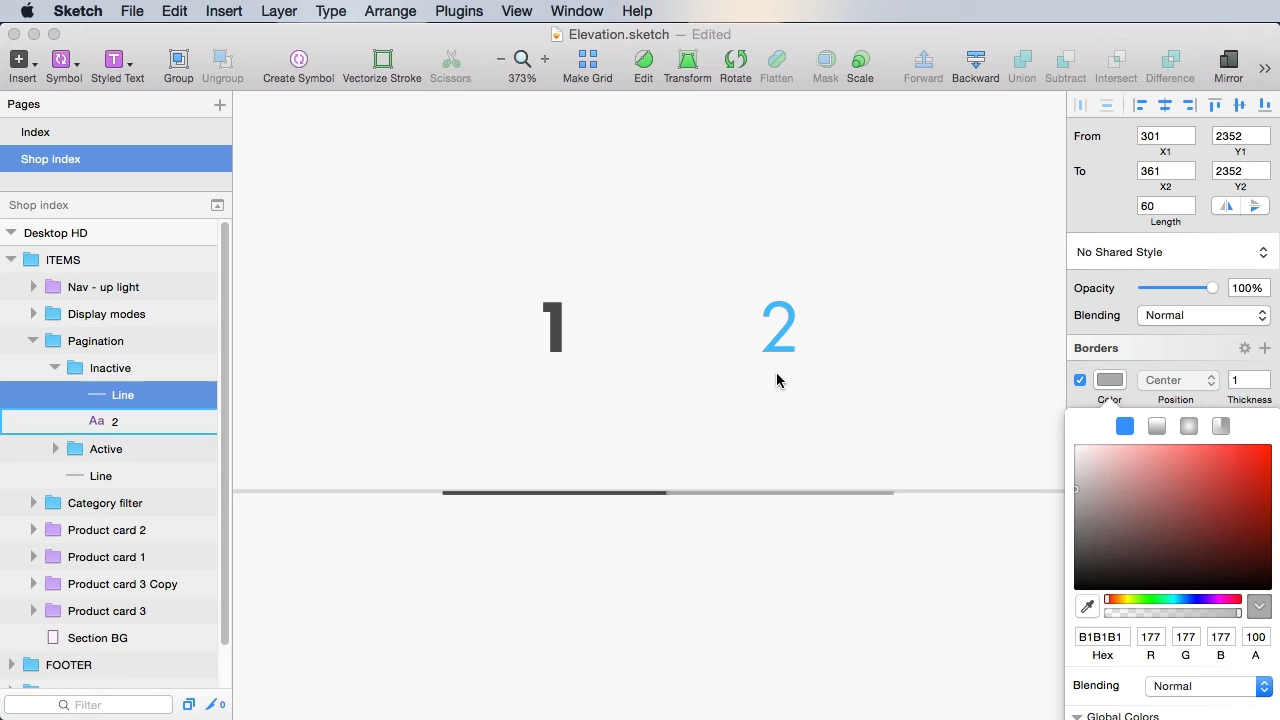 Sketch File Edit Insert Layer Type Arrange Plugins View Window Help
Elevation.sketch — Edited
Insert Symbol Styled Text Group Ungroup Create Symbol Vectorize Stroke Scissors 373% Make Grid Edit Transform Rotate Flatten Mask Scale Forward Backward Union Subtract Intersect Difference Mirror
Pages
Index
Shop index
Shop index
Desktop HD
ITEMS
Nav - up light
Display modes
Pagination
Inactive
Line
Aa 2
Active
Line
Category filter
Product card 2
Product card 1
Product card 3 Copy
Product card 3
Section BG
FOOTER
Filter
0
1 2
From 301 2352
X1 Y1
To 361 2352
X2 Y2
60
Length
No Shared Style
Opacity 100%
Blending Normal
Borders
Center 1
Color Position Thickness
B1B1B1 177 177 177 100
Hex R G B A
Blending Normal
Global Colors